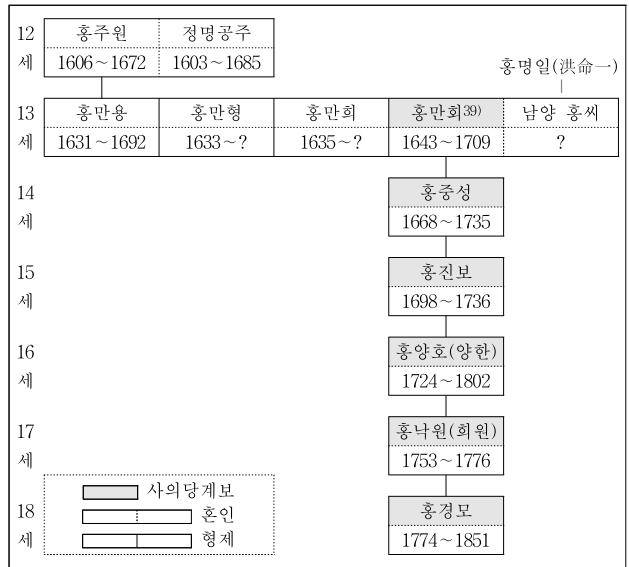 12
세
홍주원 정명공주
1606～1672 1603～1685
홍명일(洪命一)
13
세
홍만용 홍만형 홍만희 홍만회39) 남양 홍씨
1631～1692 1633～? 1635～? 1643～1709 ?
14
세
홍중성
1668～1735
15
세
홍진보
1698～1736
16
세
홍양호(양한)
1724～1802
17
세
홍낙원(희원)
1753～1776
18
세
홍경모
1774～1851
사의당계보
혼인
형제